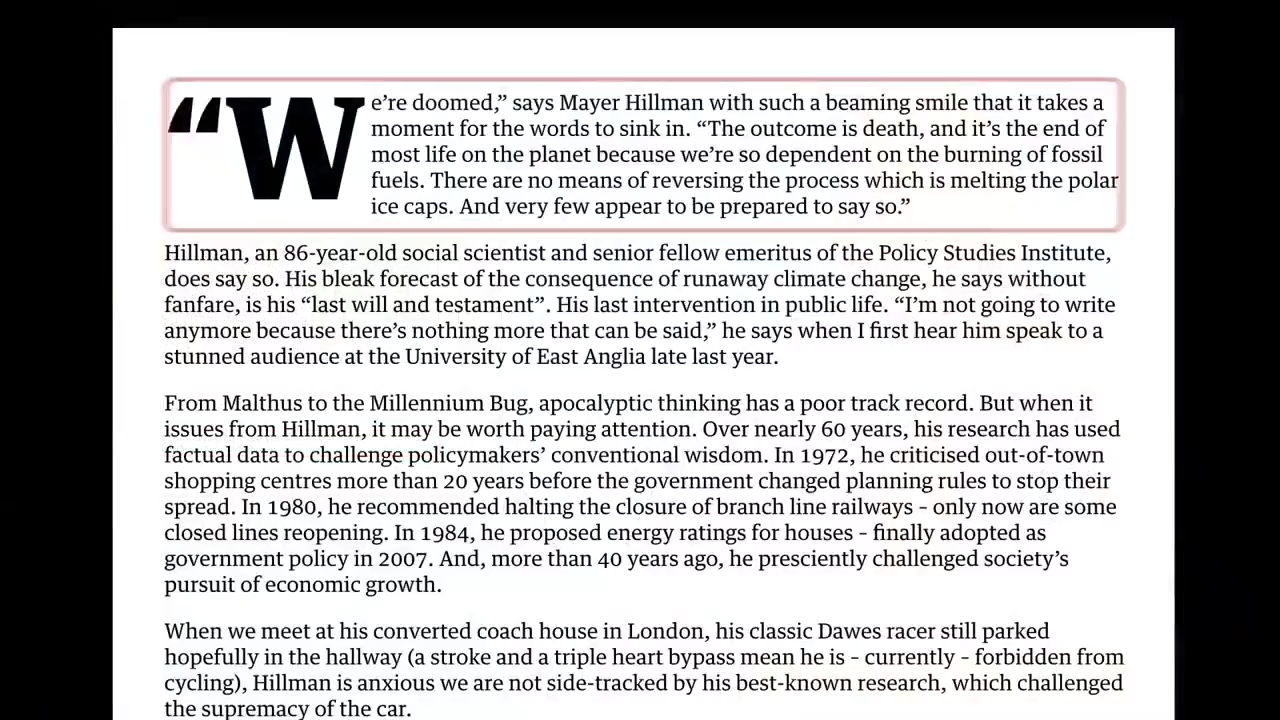 “We’re doomed,” says Mayer Hillman with such a beaming smile that it takes a
moment for the words to sink in. “The outcome is death, and it’s the end of
most life on the planet because we’re so dependent on the burning of fossil
fuels. There are no means of reversing the process which is melting the polar
ice caps. And very few appear to be prepared to say so.”
Hillman, an 86-year-old social scientist and senior fellow emeritus of the Policy Studies Institute,
does say so. His bleak forecast of the consequence of runaway climate change, he says without
fanfare, is his “last will and testament”. His last intervention in public life. “I’m not going to write
anymore because there’s nothing more that can be said,” he says when I first hear him speak to a
stunned audience at the University of East Anglia late last year.
From Malthus to the Millennium Bug, apocalyptic thinking has a poor track record. But when it
issues from Hillman, it may be worth paying attention. Over nearly 60 years, his research has used
factual data to challenge policymakers’ conventional wisdom. In 1972, he criticised out-of-town
shopping centres more than 20 years before the government changed planning rules to stop their
spread. In 1980, he recommended halting the closure of branch line railways – only now are some
closed lines reopening. In 1984, he proposed energy ratings for houses – finally adopted as
government policy in 2007. And, more than 40 years ago, he presciently challenged society’s
pursuit of economic growth.
When we meet at his converted coach house in London, his classic Dawes racer still parked
hopefully in the hallway (a stroke and a triple heart bypass mean he is – currently – forbidden from
cycling), Hillman is anxious we are not side-tracked by his best-known research, which challenged
the supremacy of the car.